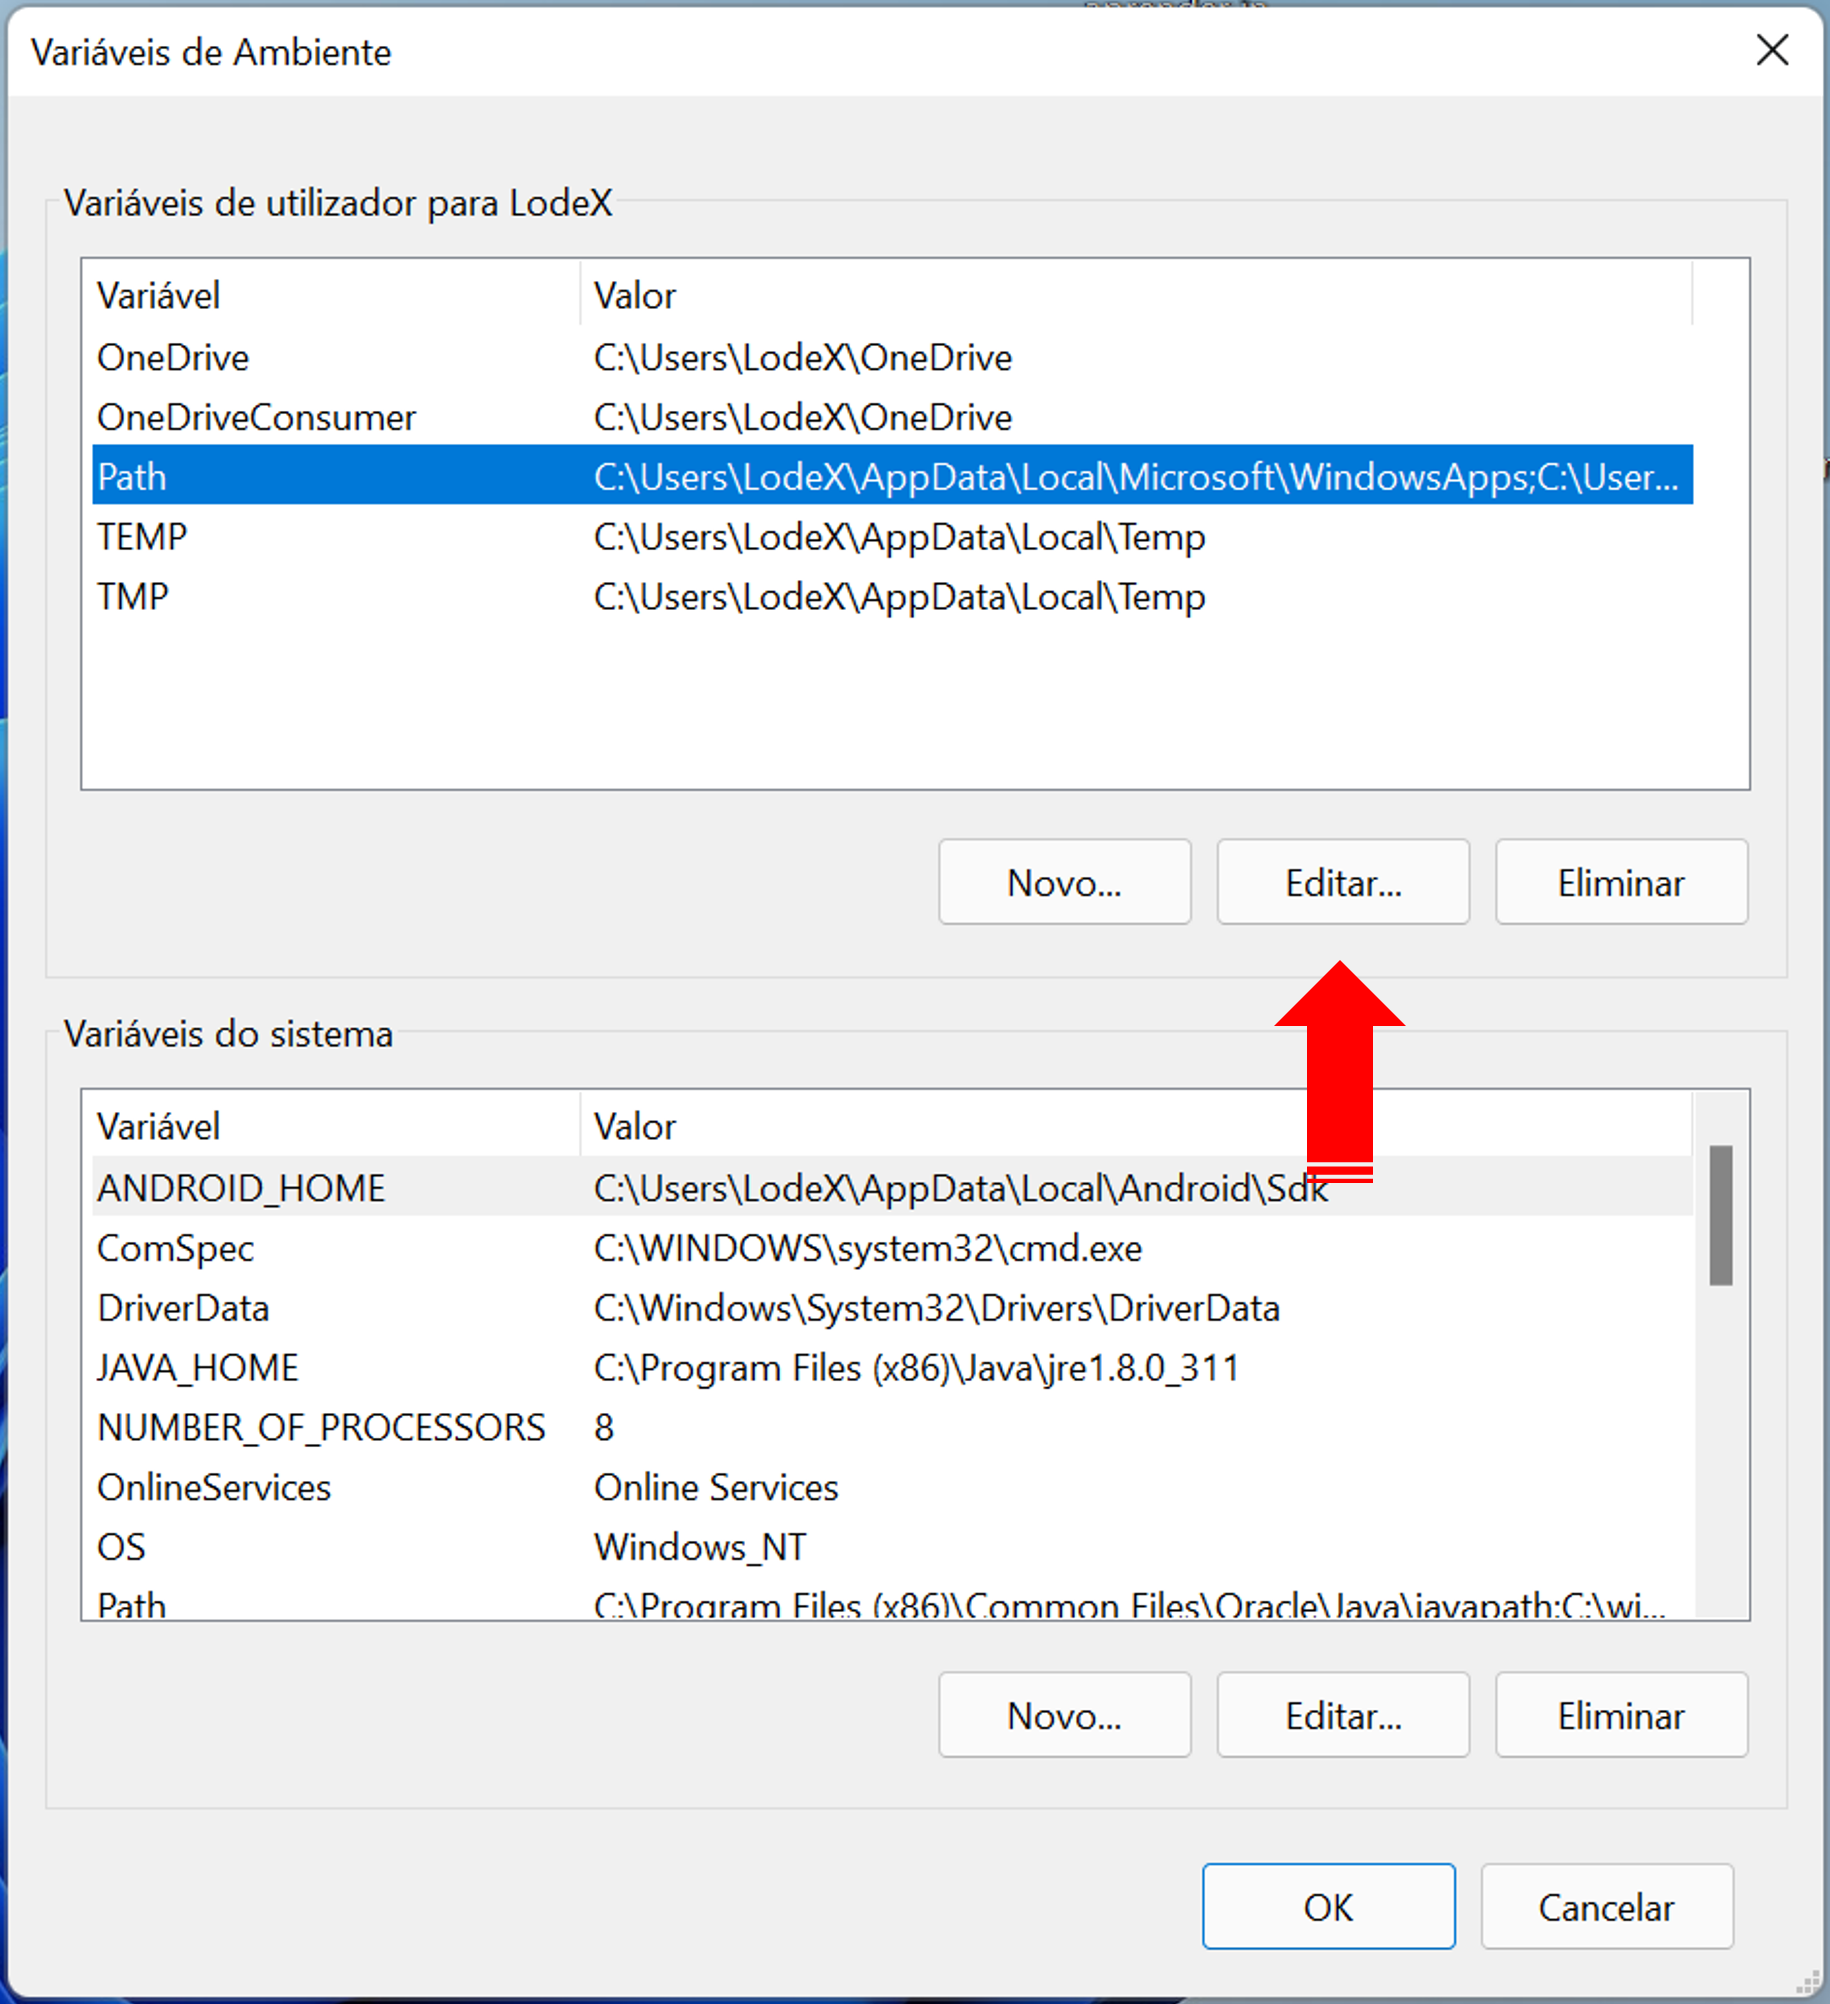 Variáveis de Ambiente
Variáveis de utilizador para LodeX
Variável Valor
OneDrive C:\Users\LodeX\OneDrive
OneDriveConsumer C:\Users\LodeX\OneDrive
Path C:\Users\LodeX\AppData\Local\Microsoft\WindowsApps;C:\User...
TEMP C:\Users\LodeX\AppData\Local\Temp
TMP C:\Users\LodeX\AppData\Local\Temp
Novo... Editar... Eliminar
Variáveis do sistema
Variável Valor
ANDROID_HOME C:\Users\LodeX\AppData\Local\Android\Sdk
ComSpec C:\WINDOWS\system32\cmd.exe
DriverData C:\Windows\System32\Drivers\DriverData
JAVA_HOME C:\Program Files (x86)\Java\jre1.8.0_311
NUMBER_OF_PROCESSORS 8
OnlineServices Online Services
OS Windows_NT
Path C:\Program Files (x86)\Common Files\Oracle\Java\javapath;C:\wi...
Novo... Editar... Eliminar
OK Cancelar